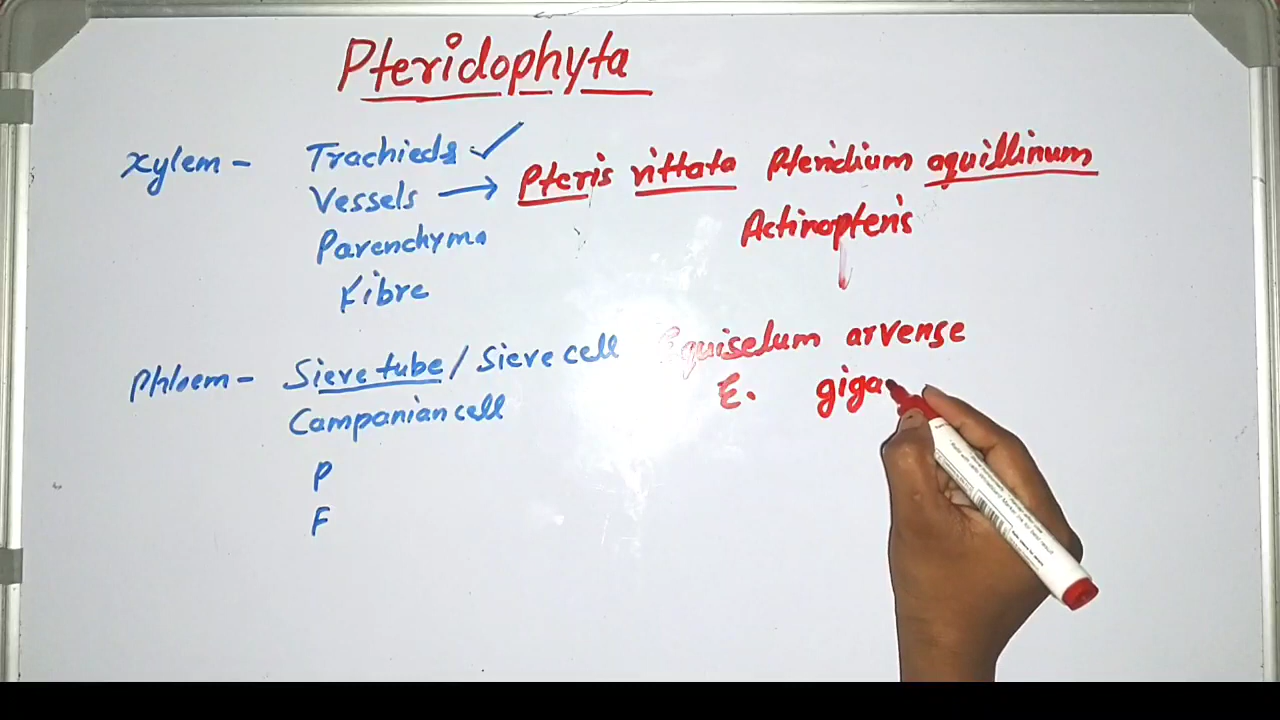 Pteridophyta
Xylem - Trachieds ✓
Vessels → Pteris vittata Pteridium aquillinum
Actinopteris
Parenchyma
Fibre
Equisetum arvense
Phloem - Sieve tube / Sieve cell
E. giga
Campanian cell
P
F